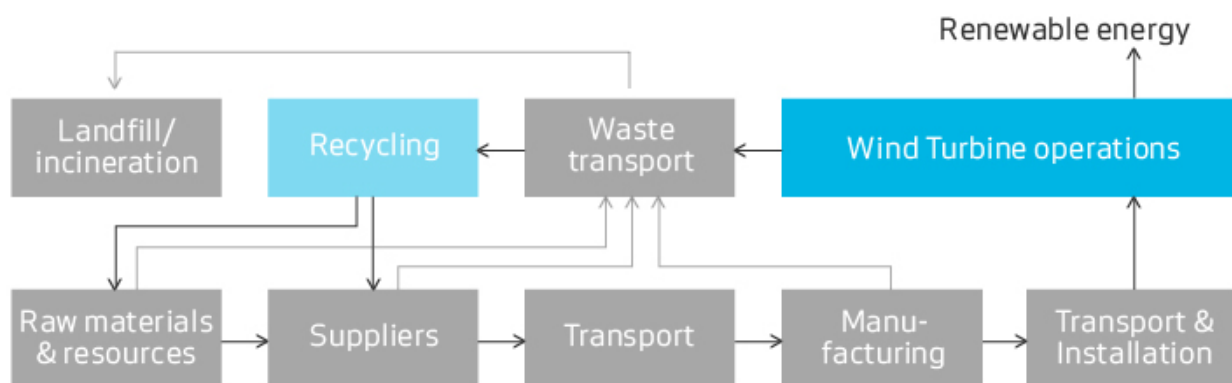 Renewable energy
Landfill/
incineration
Recycling
Waste
transport
Wind Turbine operations
Raw materials
& resources
Suppliers
Transport
Manu-
facturing
Transport &
Installation